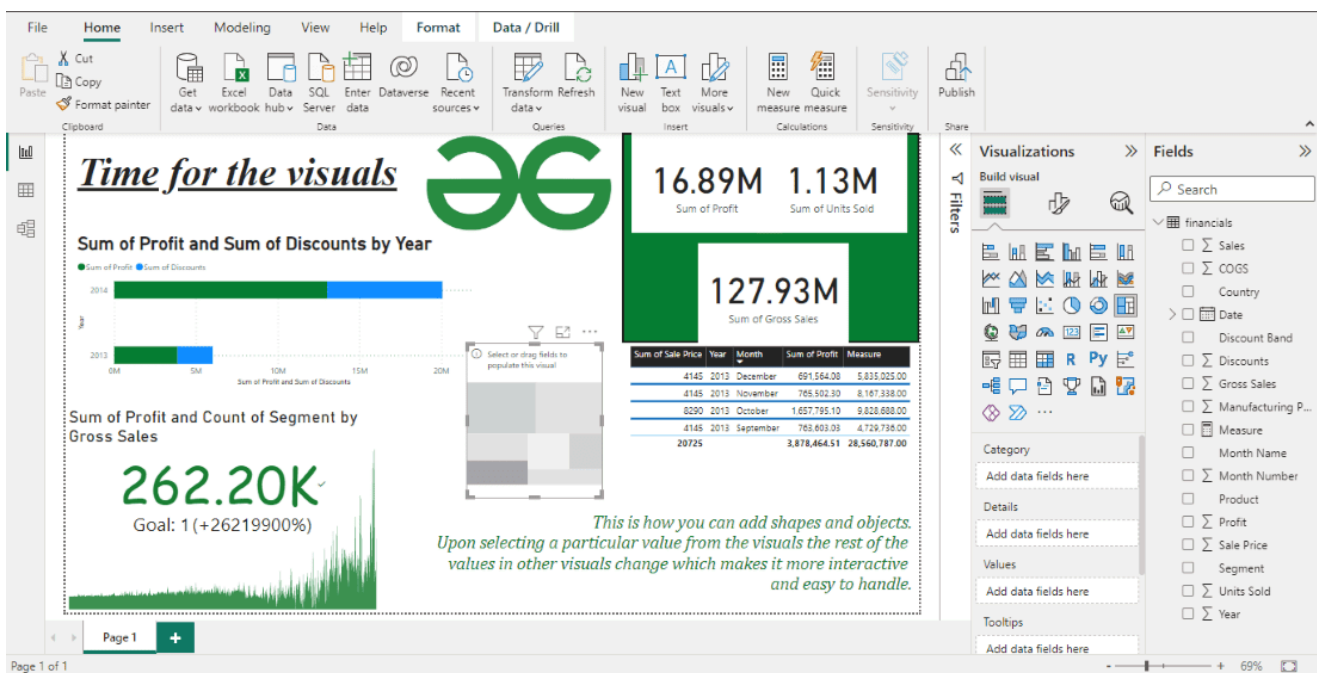 File Home Insert Modeling View Help Format Data / Drill
Paste
Cut
Copy
Format painter
Clipboard
Get data
Excel workbook
Data hub
SQL Server
Enter data
Dataverse
Recent sources
Data
Transform data
Refresh
Queries
New visual
Text box
More visuals
Insert
New measure
Quick measure
Calculations
Sensitivity
Sensitivity
Publish
Share
Time for the visuals
16.89M
Sum of Profit
1.13M
Sum of Units Sold
127.93M
Sum of Gross Sales
Sum of Profit and Sum of Discounts by Year
Sum of Profit Sum of Discounts
Year
2014
2013
0M 5M 10M 15M 20M
Sum of Profit and Sum of Discounts
Select or drag fields to
populate this visual
Sum of Sale Price Year Month Sum of Profit Measure
4145 2013 December 691,564.08 5,835,025.00
4145 2013 November 765,502.30 8,167,338.00
8290 2013 October 1,657,795.10 9,828,688.00
4145 2013 September 763,603.03 4,729,736.00
20725 3,878,464.51 28,560,787.00
Sum of Profit and Count of Segment by
Gross Sales
262.20K
Goal: 1 (+26219900%)
This is how you can add shapes and objects.
Upon selecting a particular value from the visuals the rest of the
values in other visuals change which makes it more interactive
and easy to handle.
Filters
Visualizations
Build visual
123
R
Py
Category
Add data fields here
Details
Add data fields here
Values
Add data fields here
Tooltips
Add data fields here
Fields
Search
financials
Sales
COGS
Country
Date
Discount Band
Discounts
Gross Sales
Manufacturing P...
Measure
Month Name
Month Number
Product
Profit
Sale Price
Segment
Units Sold
Year
Page 1
Page 1 of 1
69%